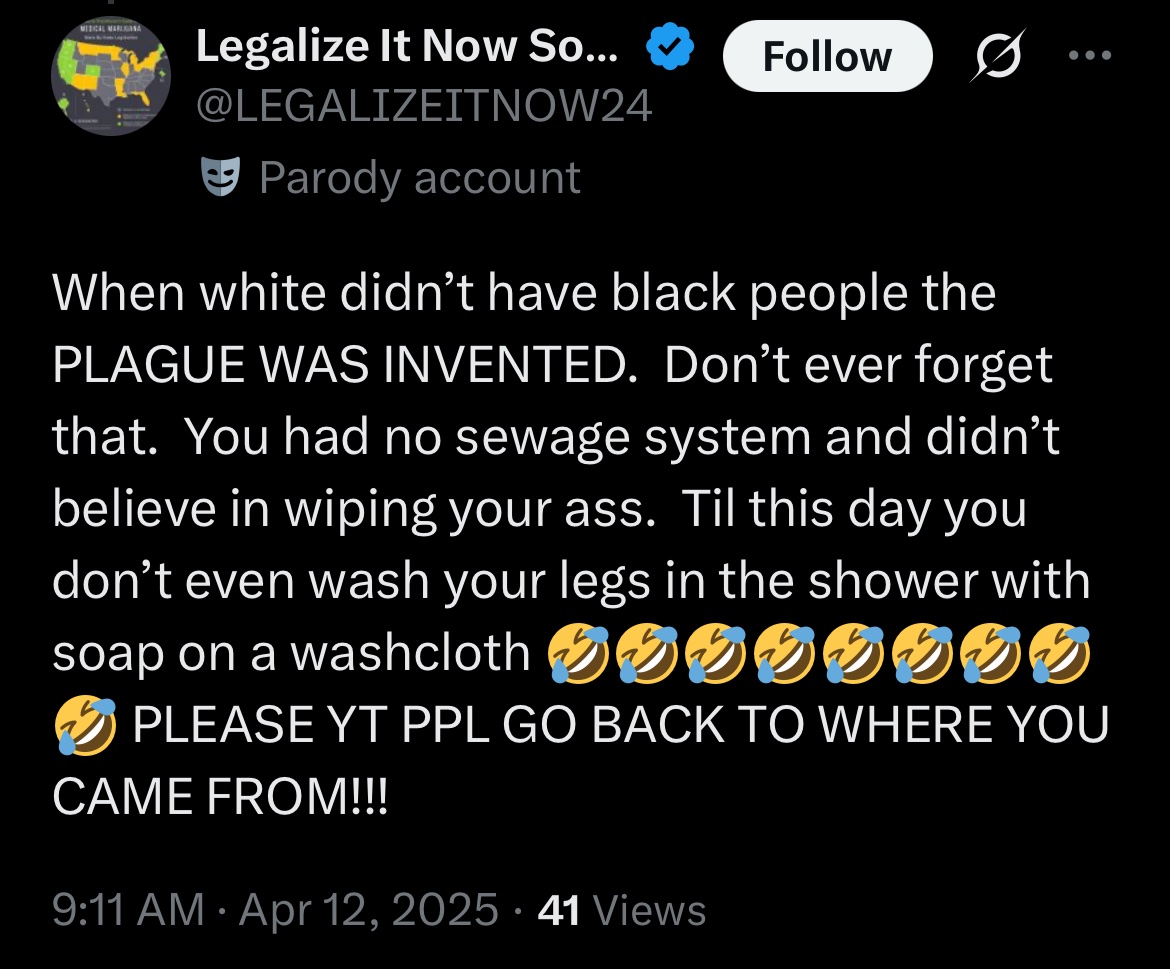 MEDICAL MARIJUANA
Legalize It Now So...
Follow
@LEGALIZEITNOW24
Parody account
When white didn’t have black people the
PLAGUE WAS INVENTED.  Don’t ever forget
that.  You had no sewage system and didn’t
believe in wiping your ass.  Til this day you
don’t even wash your legs in the shower with
soap on a washcloth 🤣🤣🤣🤣🤣🤣🤣🤣
🤣 PLEASE YT PPL GO BACK TO WHERE YOU
CAME FROM!!!
9:11 AM · Apr 12, 2025 · 41 Views